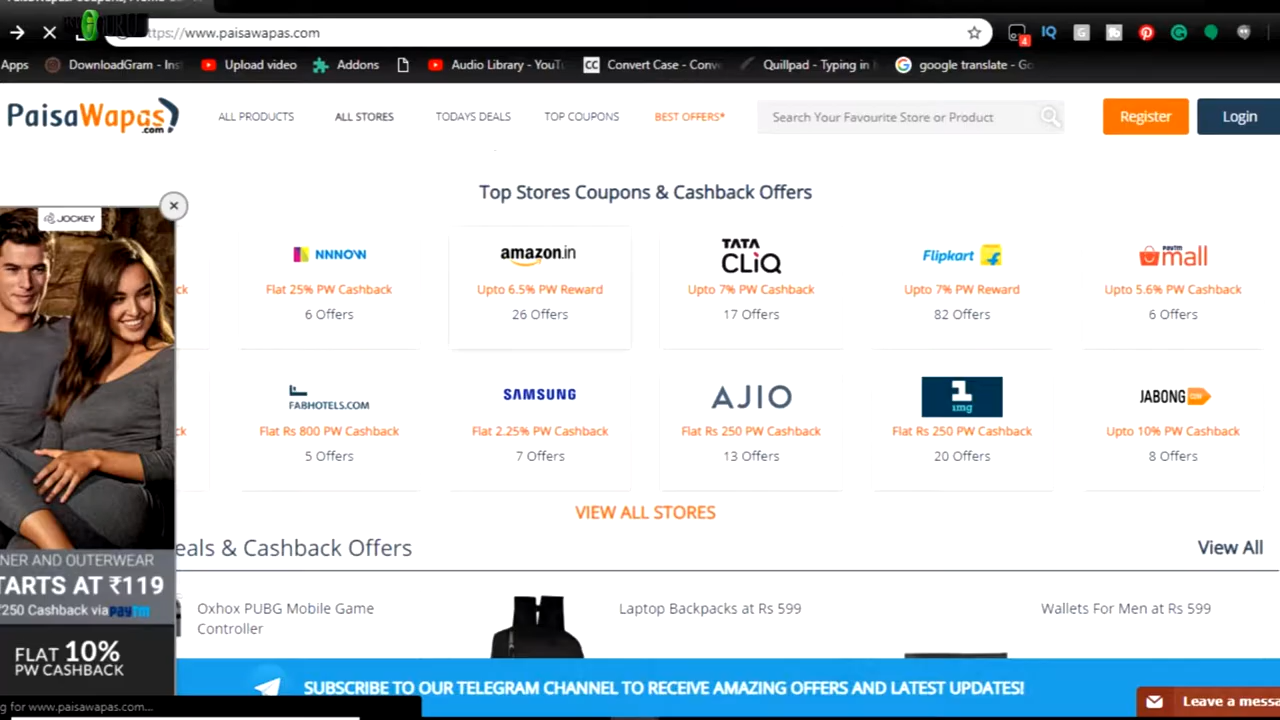 https://www.paisawapas.com
Apps DownloadGram - Ins Upload video Addons Audio Library - YouT CC Convert Case - Conve Quillpad - Typing in google translate - Go
PaisaWapas.com ALL PRODUCTS ALL STORES TODAYS DEALS TOP COUPONS BEST OFFERS* Search Your Favourite Store or Product Register Login
Top Stores Coupons & Cashback Offers
JOCKEY
NNNOW amazon.in TATA CLiQ Flipkart paytm mall
Flat 25% PW Cashback Upto 6.5% PW Reward Upto 7% PW Cashback Upto 7% PW Reward Upto 5.6% PW Cashback
6 Offers 26 Offers 17 Offers 82 Offers 6 Offers
FABHOTELS.COM SAMSUNG AJIO 1mg JABONG.COM
Flat Rs 800 PW Cashback Flat 2.25% PW Cashback Flat Rs 250 PW Cashback Flat Rs 250 PW Cashback Upto 10% PW Cashback
5 Offers 7 Offers 13 Offers 20 Offers 8 Offers
VIEW ALL STORES
eals & Cashback Offers View All
NER AND OUTERWEAR
TARTS AT ₹119
₹250 Cashback via paytm
FLAT 10%
PW CASHBACK
Oxhox PUBG Mobile Game Laptop Backpacks at Rs 599 Wallets For Men at Rs 599
Controller
SUBSCRIBE TO OUR TELEGRAM CHANNEL TO RECEIVE AMAZING OFFERS AND LATEST UPDATES!
Leave a messa
g for www.paisawapas.com...